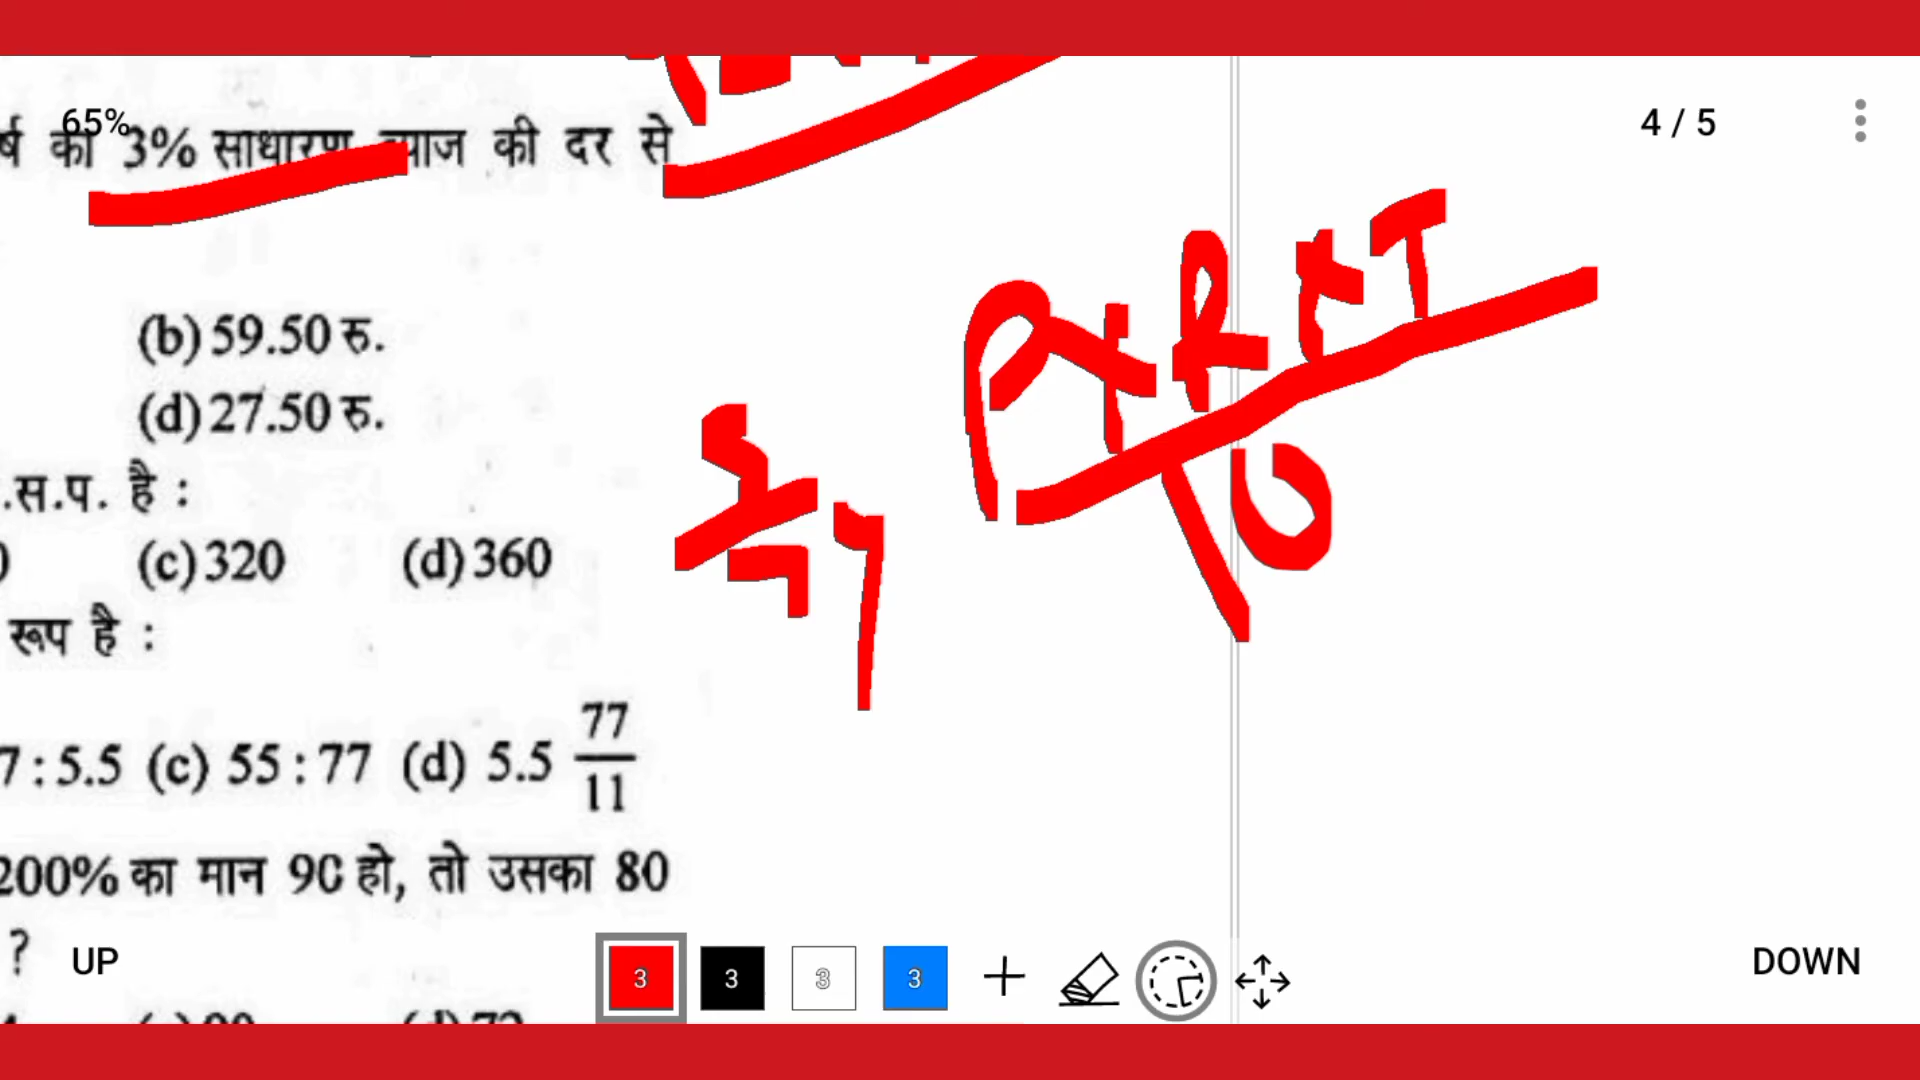 65%
र्ष की 3% साधारण ब्याज की दर से
4 / 5
P×R×T
(b) 59.50 रु.
(d) 27.50 रु.
.स.प. है :
(c) 320 (d) 360
रूप है :
7 : 5.5 (c) 55 : 77 (d) 5.5 77
11
200% का मान 90 हो, तो उसका 80
?
UP
3 3 3 3
DOWN